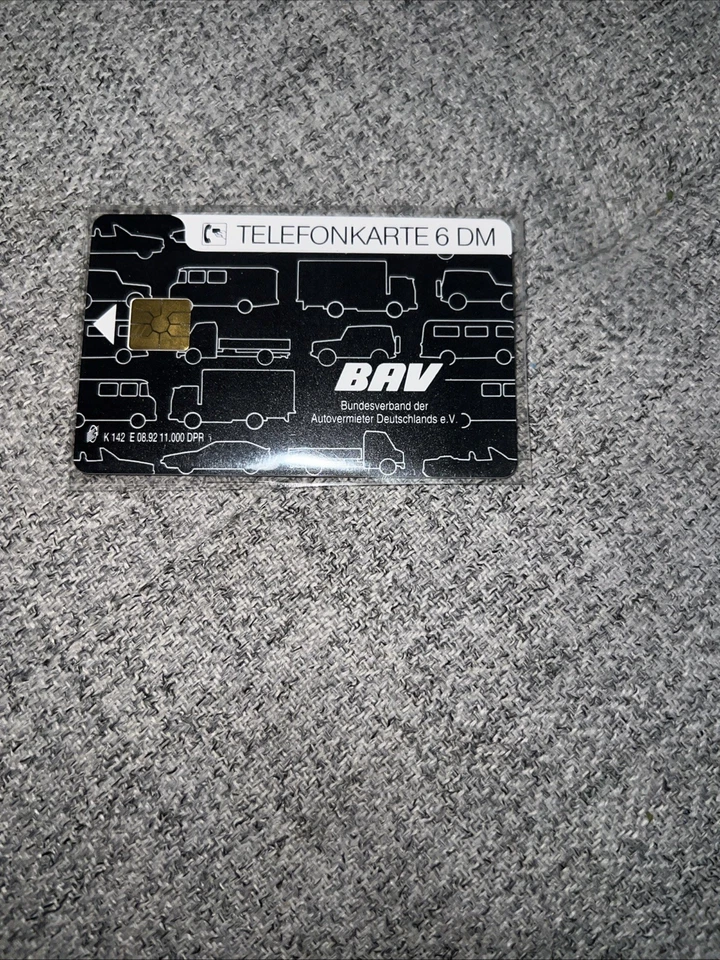 TELEFONKARTE 6 DM
BAV
Bundesverband der
Autovermieter Deutschlands e.V.
K 142 E 08.92 11.000 DPR